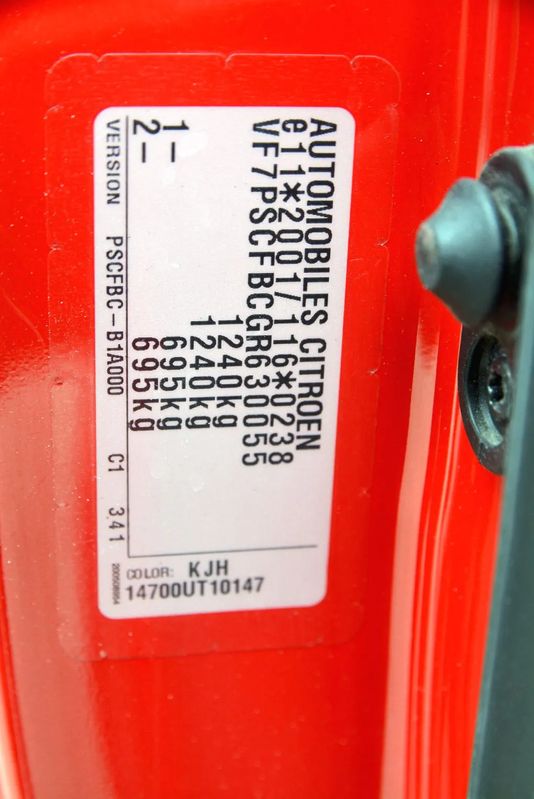 AUTOMOBILES CITROEN
e11*2001/116*0238
VF7PSCFBCGR630055
1240kg
1240kg
1– 695kg
2– 695kg
VERSION PSCFBC–B1A000 C1 341
COLOR: KJH
14700UT10147